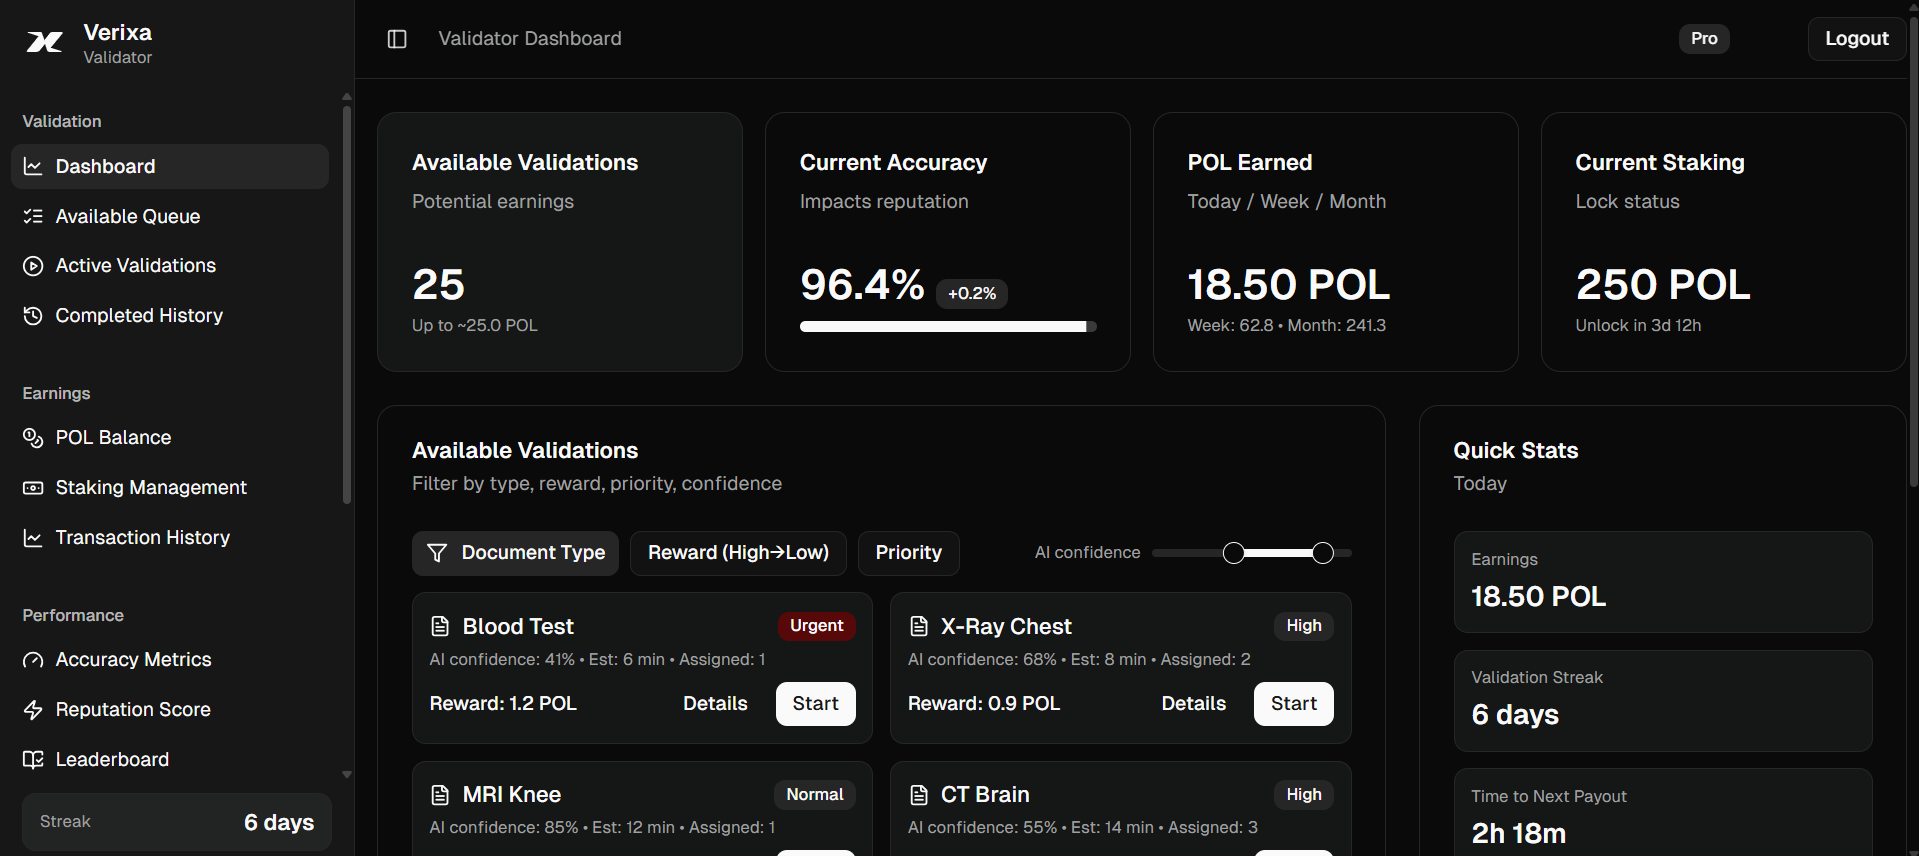 Verixa
Validator
Validation
Dashboard
Available Queue
Active Validations
Completed History
Earnings
POL Balance
Staking Management
Transaction History
Performance
Accuracy Metrics
Reputation Score
Leaderboard
Streak 6 days
Validator Dashboard
Pro
Logout
Available Validations
Potential earnings
25
Up to ~25.0 POL
Current Accuracy
Impacts reputation
96.4% +0.2%
POL Earned
Today / Week / Month
18.50 POL
Week: 62.8 • Month: 241.3
Current Staking
Lock status
250 POL
Unlock in 3d 12h
Available Validations
Filter by type, reward, priority, confidence
Document Type Reward (High→Low) Priority AI confidence
Blood Test Urgent
AI confidence: 41% • Est: 6 min • Assigned: 1
Reward: 1.2 POL Details Start
X-Ray Chest High
AI confidence: 68% • Est: 8 min • Assigned: 2
Reward: 0.9 POL Details Start
MRI Knee Normal
AI confidence: 85% • Est: 12 min • Assigned: 1
CT Brain High
AI confidence: 55% • Est: 14 min • Assigned: 3
Quick Stats
Today
Earnings
18.50 POL
Validation Streak
6 days
Time to Next Payout
2h 18m